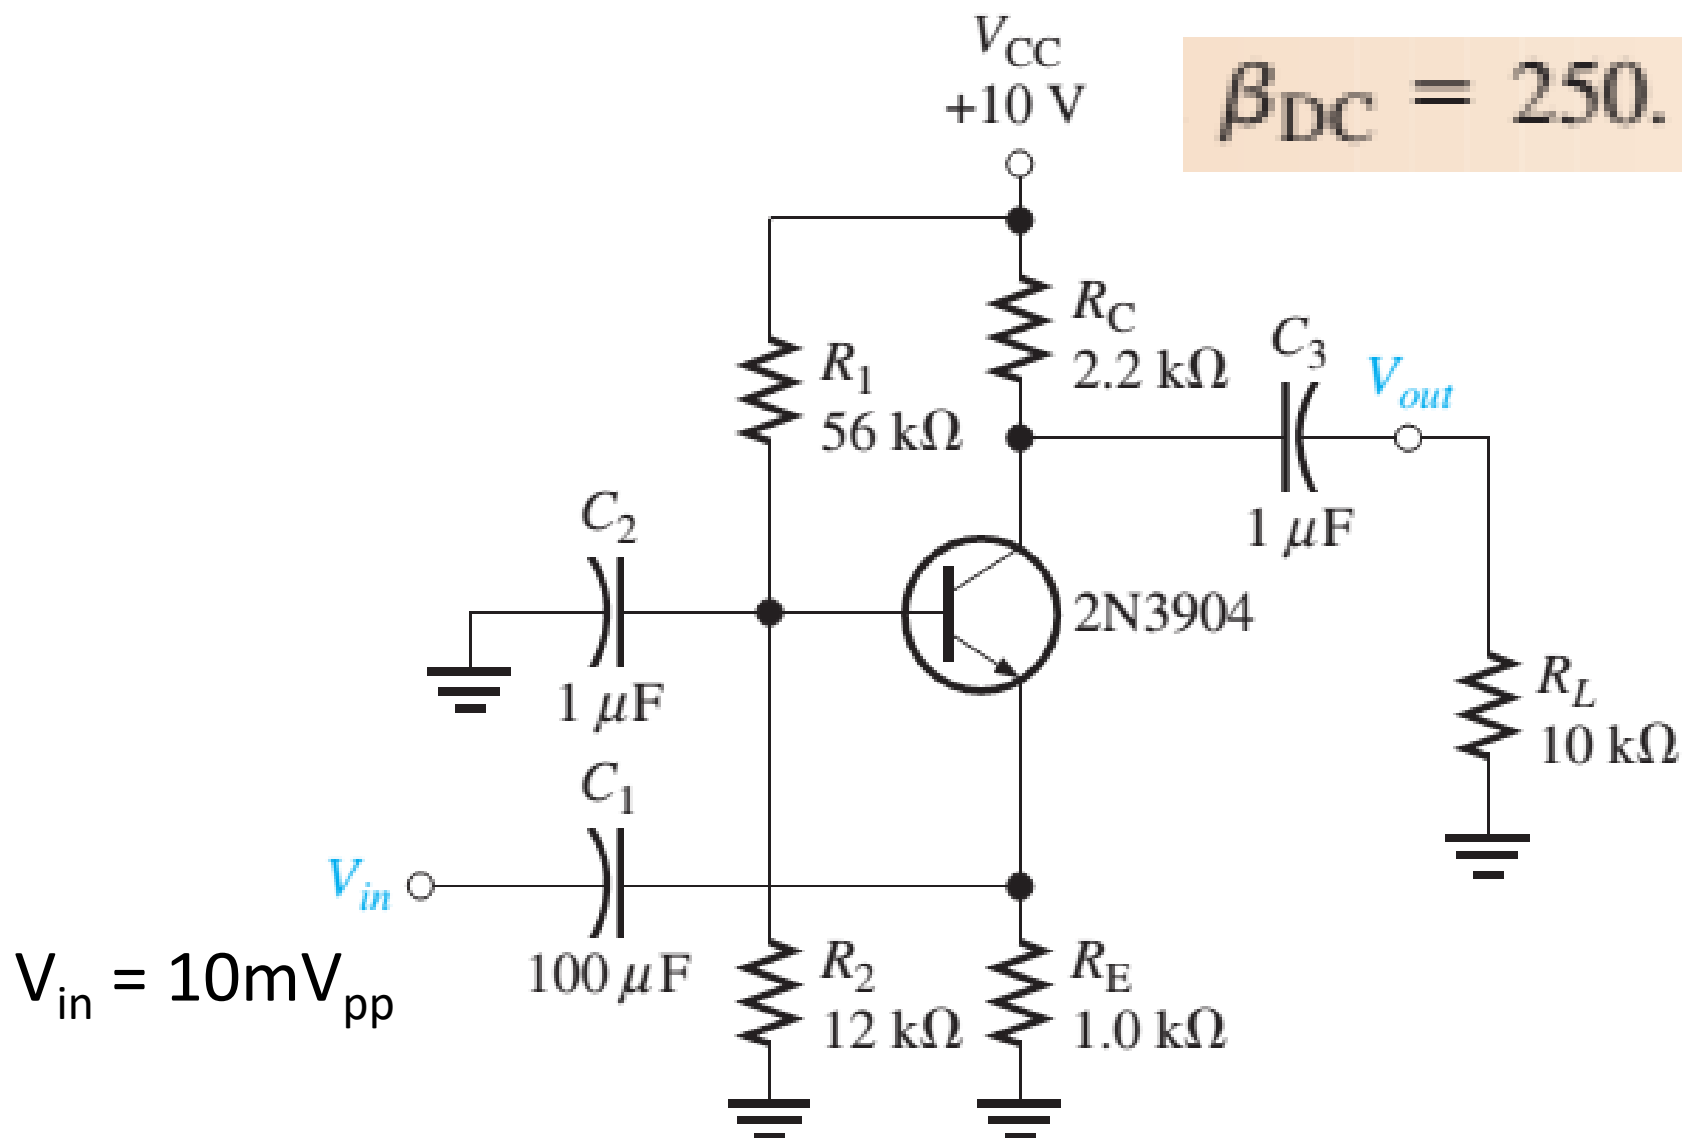 V_CC
+10 V
β_DC = 250.
R_C
2.2 kΩ
C_3
1 μF
V_out
R_1
56 kΩ
C_2
1 μF
2N3904
R_L
10 kΩ
C_1
100 μF
V_in
V_in = 10mV_pp
R_2
12 kΩ
R_E
1.0 kΩ